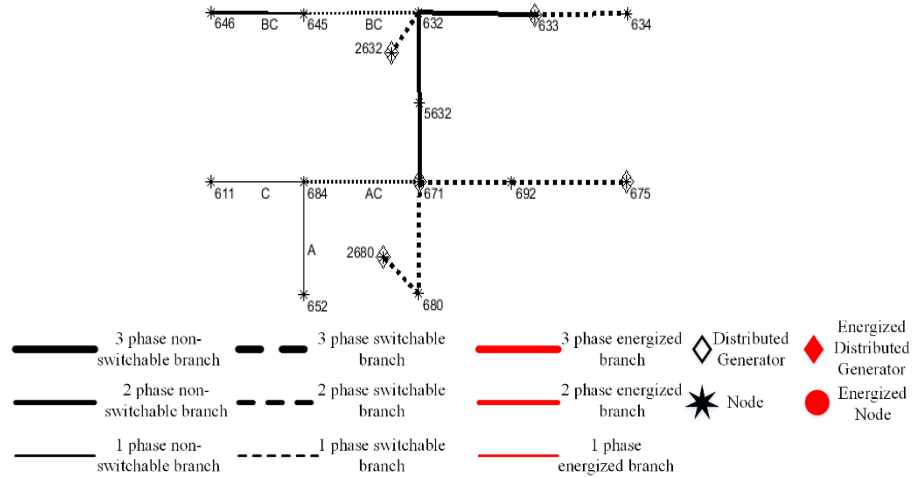 646
BC
645
BC
632
633
634
2632
5632
611
C
684
AC
671
692
675
A
2680
652
680
3 phase non-
switchable branch
3 phase switchable
branch
3 phase energized
branch
Distributed
Generator
Energized
Distributed
Generator
2 phase non-
switchable branch
2 phase switchable
branch
2 phase energized
branch
Node
Energized
Node
1 phase non-
switchable branch
1 phase switchable
branch
1 phase
energized branch